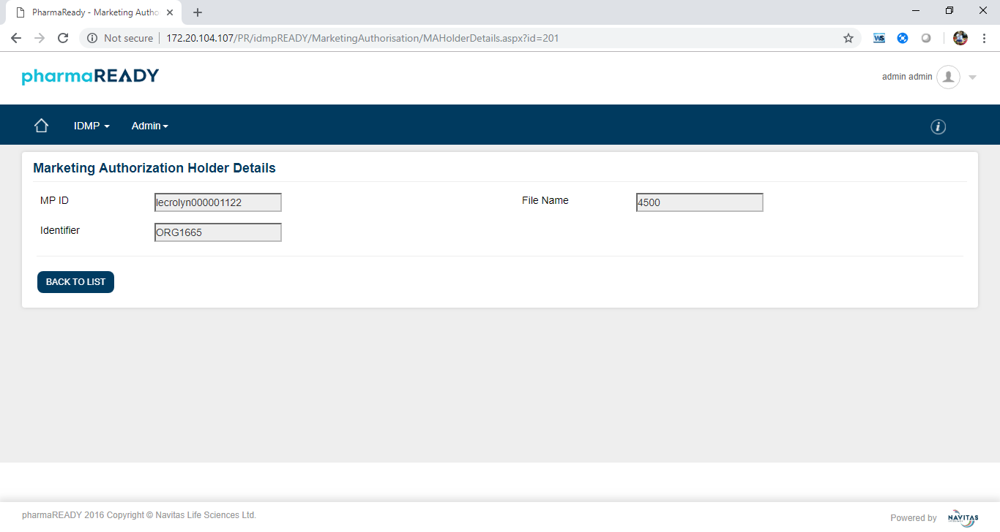 PharmaReady - Marketing Autho
Not secure
172.20.104.107/PR/idmpREADY/MarketingAuthorisation/MAHolderDetails.aspx?id=201
WS
pharmaREADY
admin admin
IDMP
Admin
i
Marketing Authorization Holder Details
MP ID
lecrolyn000001122
File Name
4500
Identifier
ORG1665
BACK TO LIST
pharmaREADY 2016 Copyright © Navitas Life Sciences Ltd.
Powered by
NAVITAS